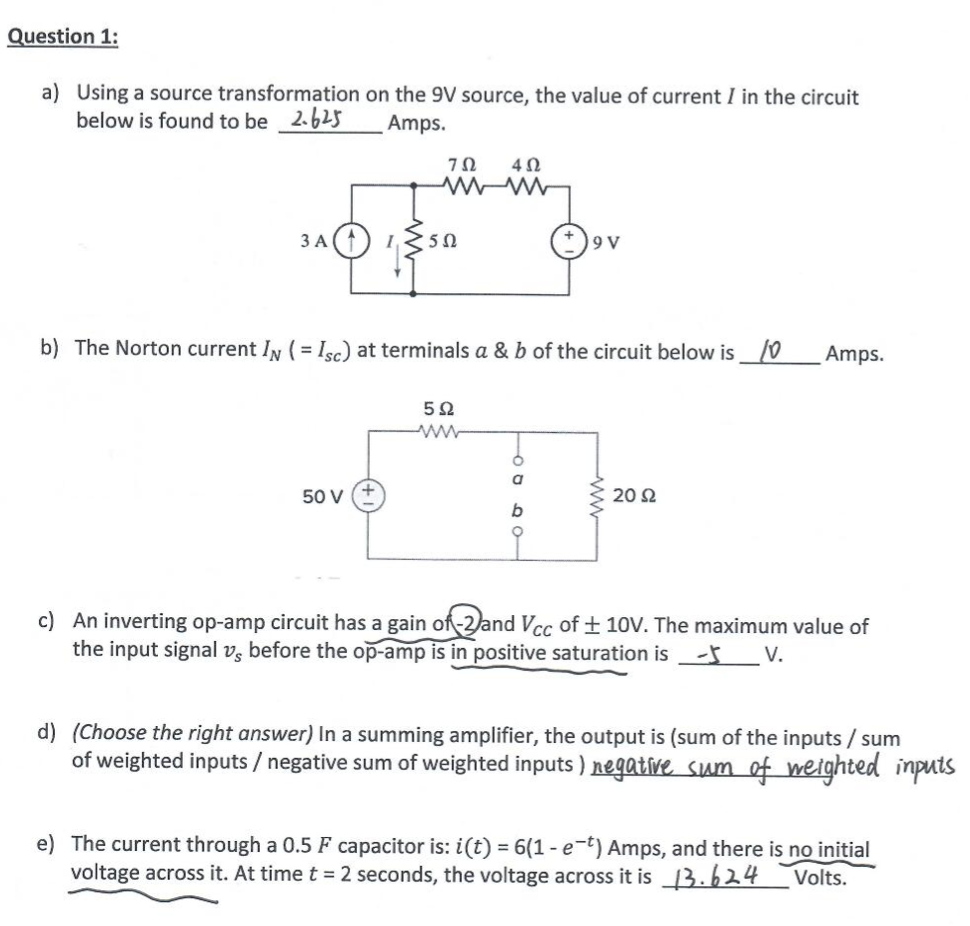 Question 1:
a) Using a source transformation on the 9V source, the value of current I in the circuit
below is found to be 2.625 Amps.
7 Ω 4 Ω
3 A I 5 Ω + 9 V
b) The Norton current I_N ( = I_sc) at terminals a & b of the circuit below is 10 Amps.
5 Ω
a
50 V + 20 Ω
b
c) An inverting op-amp circuit has a gain of -2 and V_CC of ± 10V. The maximum value of
the input signal v_s before the op-amp is in positive saturation is -5 V.
d) (Choose the right answer) In a summing amplifier, the output is (sum of the inputs / sum
of weighted inputs / negative sum of weighted inputs ) negative sum of weighted inputs
e) The current through a 0.5 F capacitor is: i(t) = 6(1 - e^-t) Amps, and there is no initial
voltage across it. At time t = 2 seconds, the voltage across it is 13.624 Volts.